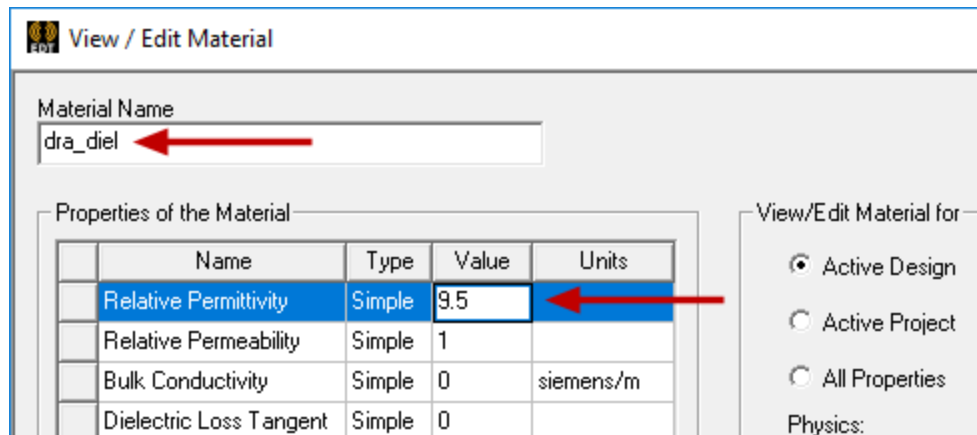 EDT View / Edit Material
Material Name
dra_diel
Properties of the Material
Name Type Value Units
Relative Permittivity Simple 9.5
Relative Permeability Simple 1
Bulk Conductivity Simple 0 siemens/m
Dielectric Loss Tangent Simple 0
View/Edit Material for
Active Design
Active Project
All Properties
Physics: